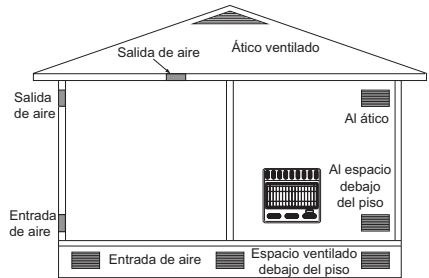 Salida de aire
Ático ventilado
Salida
de aire
Al ático
Al espacio
debajo
del piso
Entrada
de aire
Entrada de aire
Espacio ventilado
debajo del piso